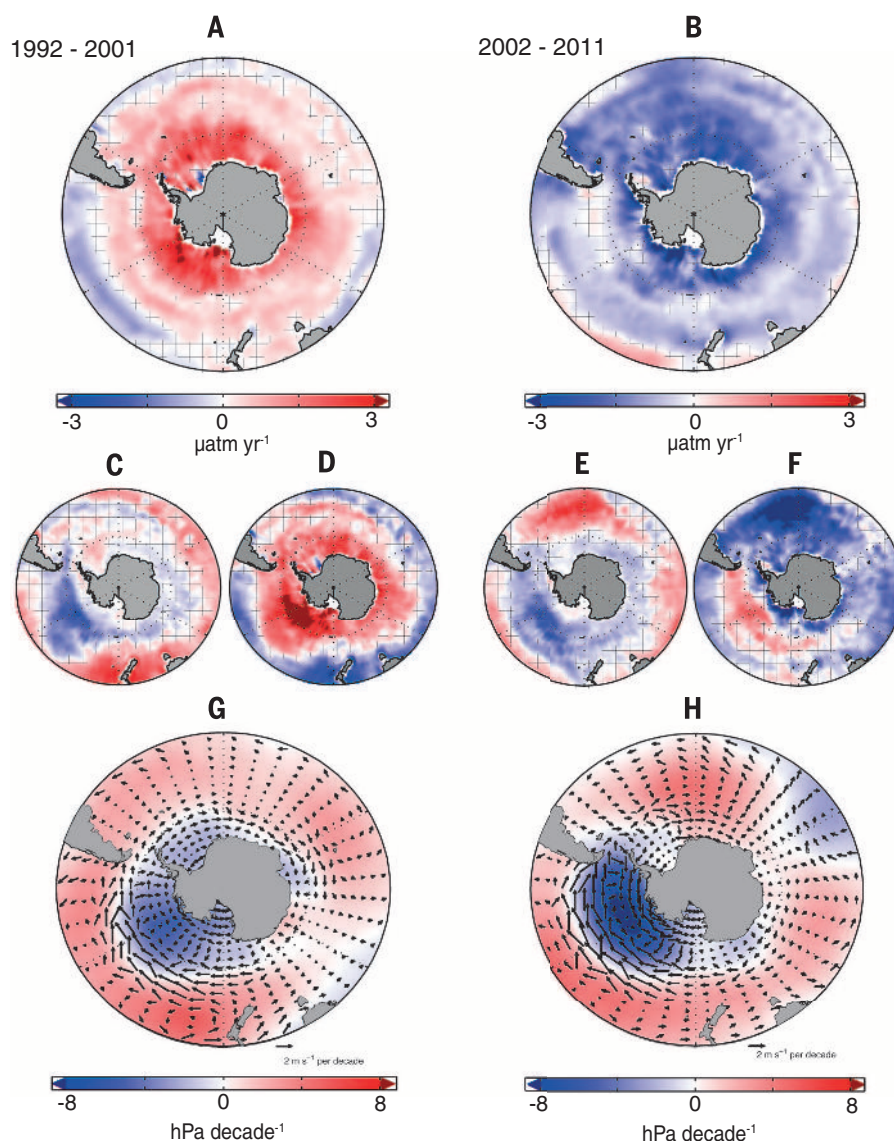 A
B
1992 - 2001
2002 - 2011
-3 0 3
-3 0 3
µatm yr-1
µatm yr-1
C
D
E
F
G
H
2 m s-1 per decade
2 m s-1 per decade
-8 0 8
-8 0 8
hPa decade-1
hPa decade-1